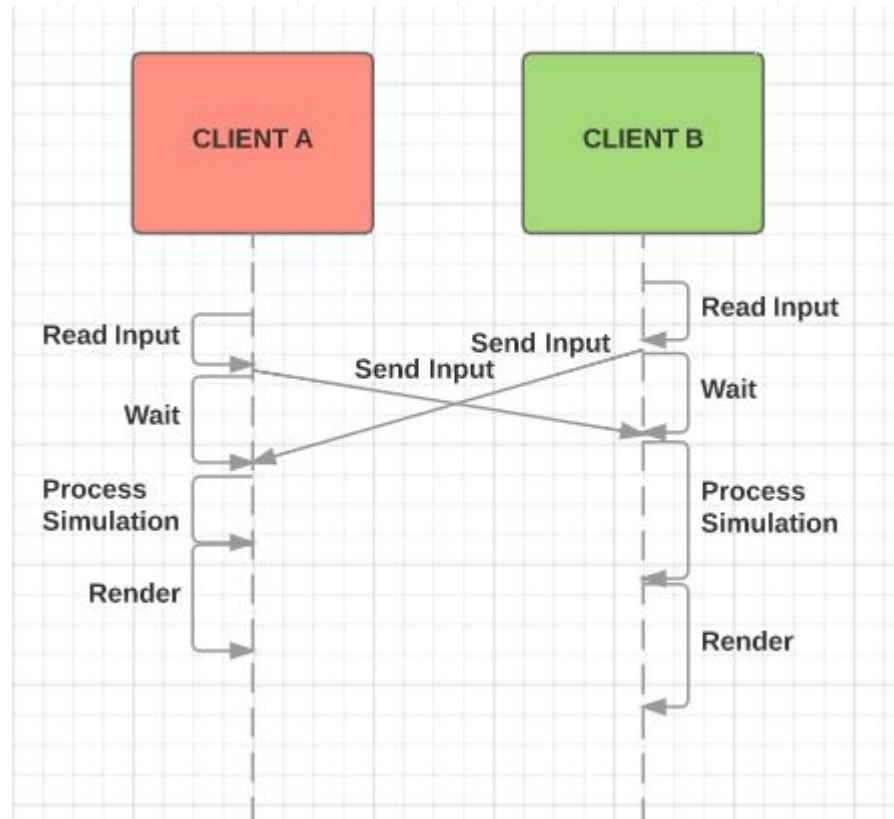 CLIENT A
CLIENT B
Read Input
Read Input
Send Input
Send Input
Wait
Wait
Process
Simulation
Process
Simulation
Render
Render